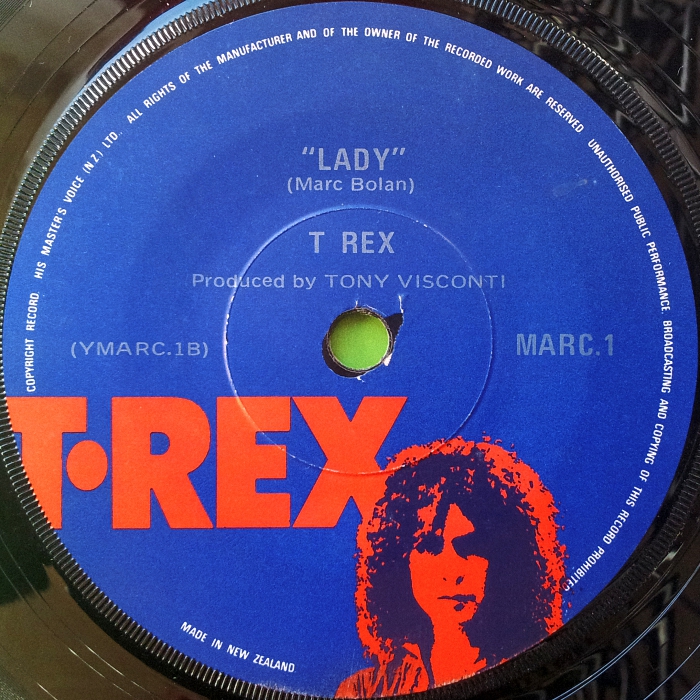 COPYRIGHT RECORD. HIS MASTER'S VOICE (N.Z.) LTD. ALL RIGHTS OF THE MANUFACTURER AND OF THE OWNER OF THE RECORDED WORK ARE RESERVED UNAUTHORISED PUBLIC PERFORMANCE, BROADCASTING AND COPYING OF THIS RECORD PROHIBITED
"LADY"
(Marc Bolan)
T REX
Produced by TONY VISCONTI
(YMARC.1B)
MARC.1
T·REX
MADE IN NEW ZEALAND